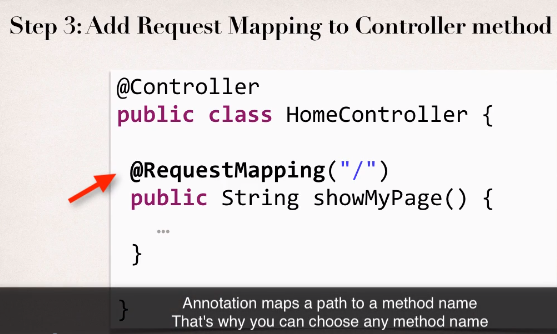 Step 3: Add Request Mapping to Controller method
@Controller
public class HomeController {
@RequestMapping("/")
public String showMyPage() {
…
}
}
Annotation maps a path to a method name
That's why you can choose any method name